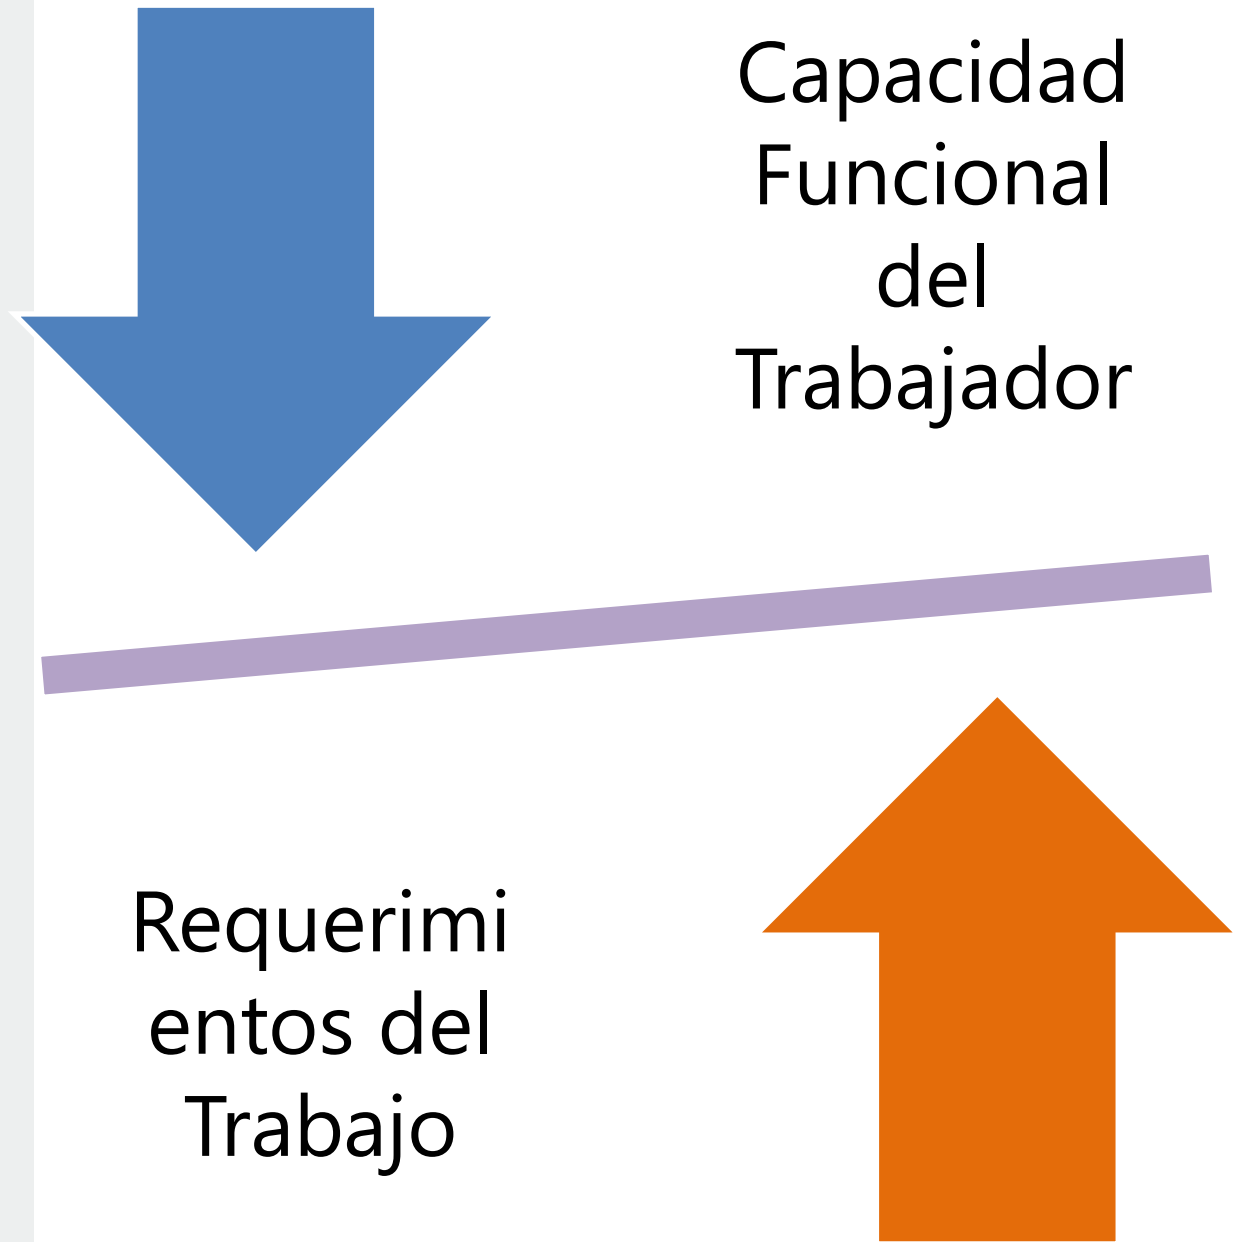 Capacidad
Funcional
del
Trabajador
Requerimi
entos del
Trabajo